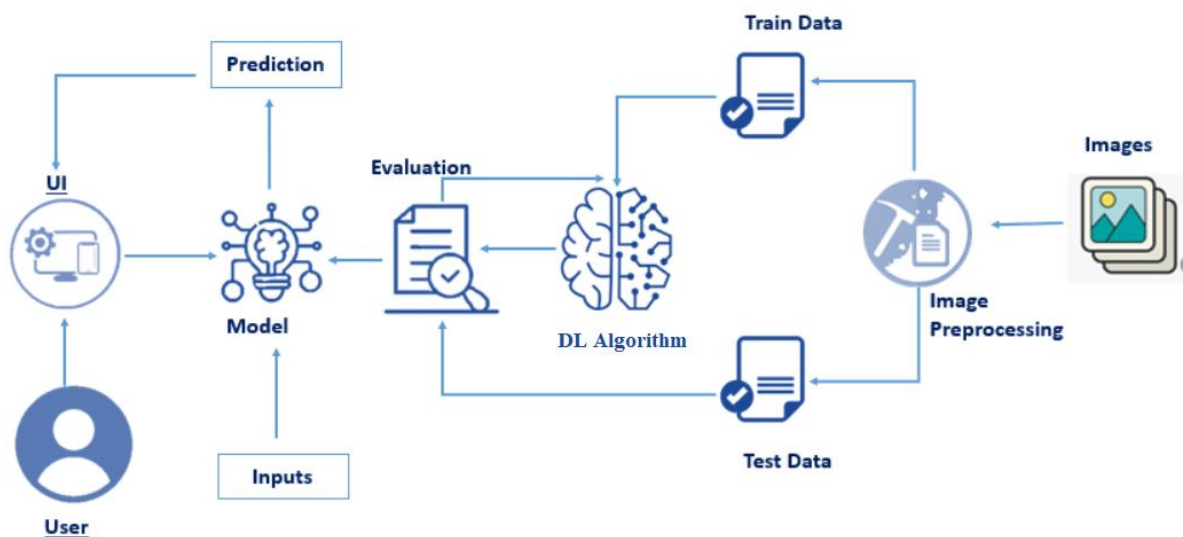 Train Data
Prediction
Images
Evaluation
UI
Image
Preprocessing
Model
DL Algorithm
Test Data
Inputs
User